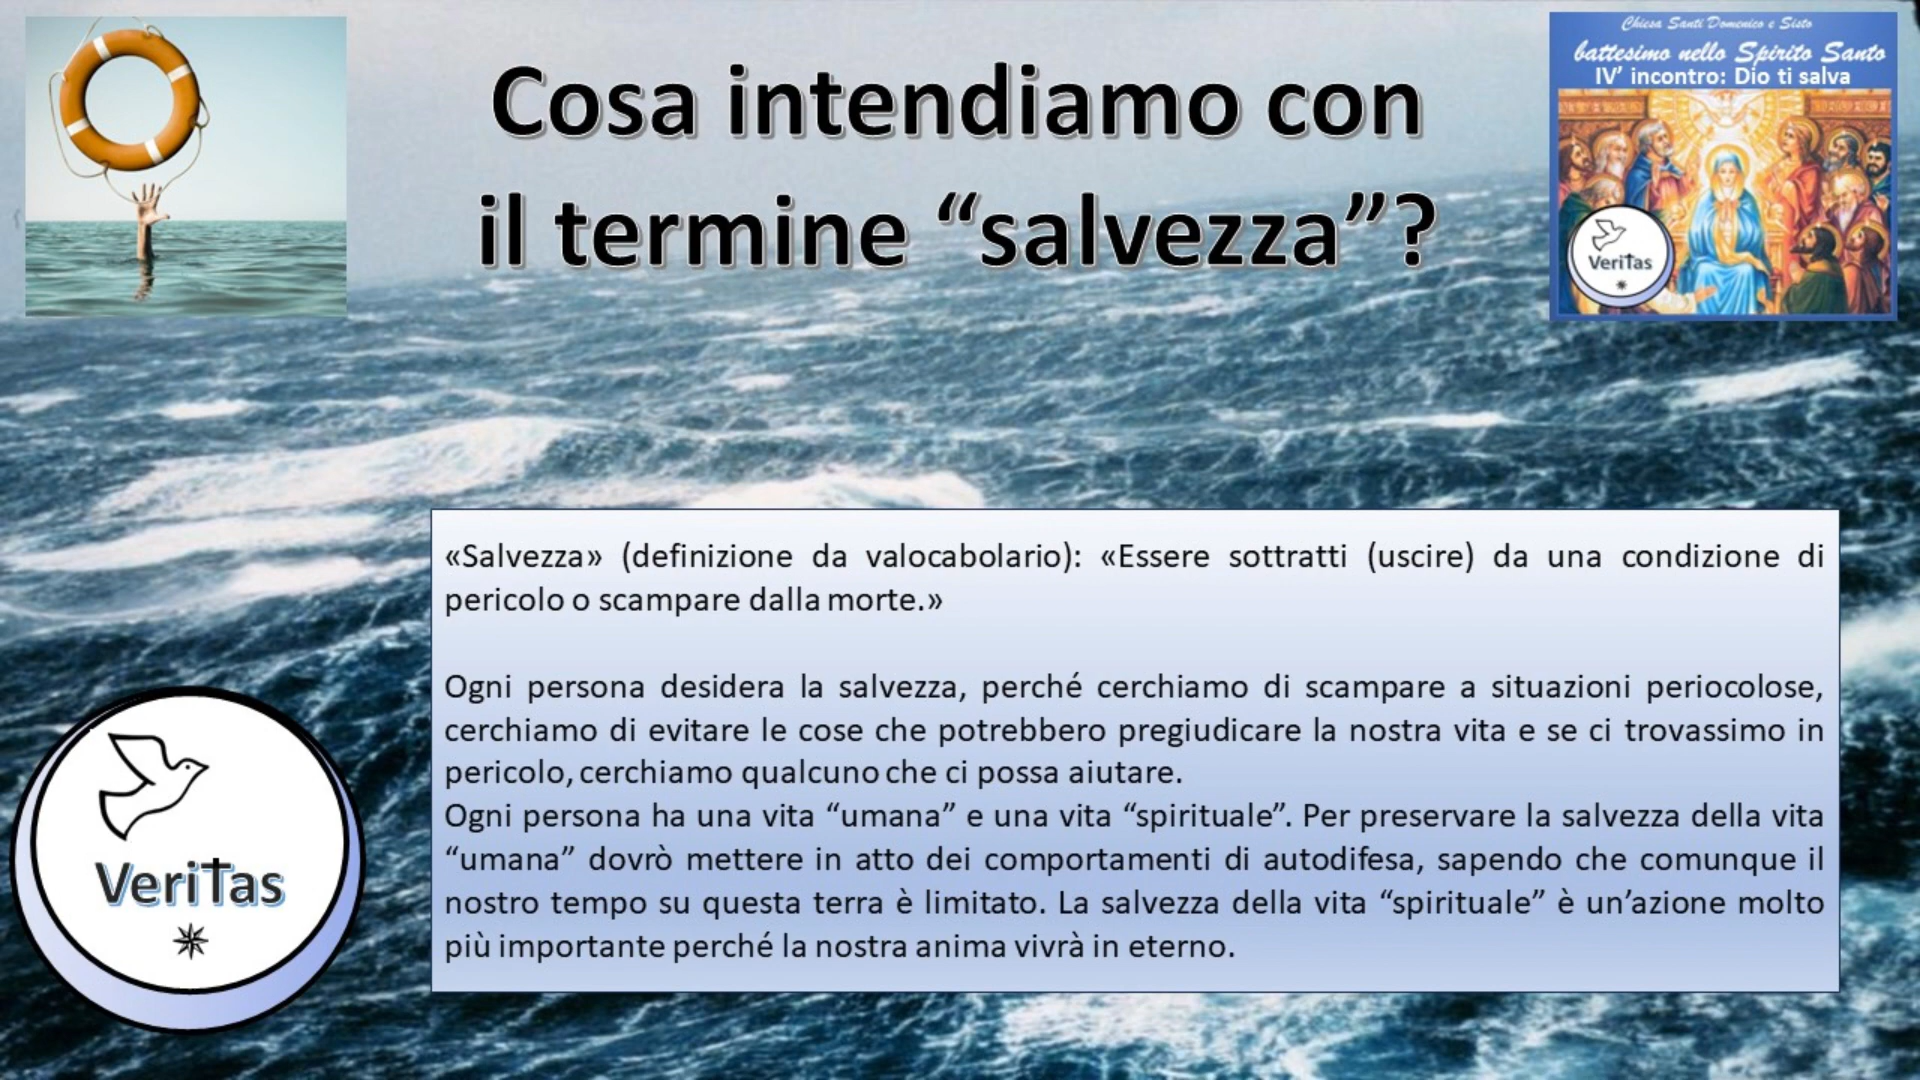 Cosa intendiamo con
il termine “salvezza”?
Chiesa Santi Domenico e Sisto
battesimo nello Spirito Santo
IV’ incontro: Dio ti salva
VeriTas
«Salvezza» (definizione da valocabolario): «Essere sottratti (uscire) da una condizione di
pericolo o scampare dalla morte.»
Ogni persona desidera la salvezza, perché cerchiamo di scampare a situazioni periocolose,
cerchiamo di evitare le cose che potrebbero pregiudicare la nostra vita e se ci trovassimo in
pericolo, cerchiamo qualcuno che ci possa aiutare.
Ogni persona ha una vita “umana” e una vita “spirituale”. Per preservare la salvezza della vita
“umana” dovrò mettere in atto dei comportamenti di autodifesa, sapendo che comunque il
nostro tempo su questa terra è limitato. La salvezza della vita “spirituale” è un’azione molto
più importante perché la nostra anima vivrà in eterno.
VeriTas